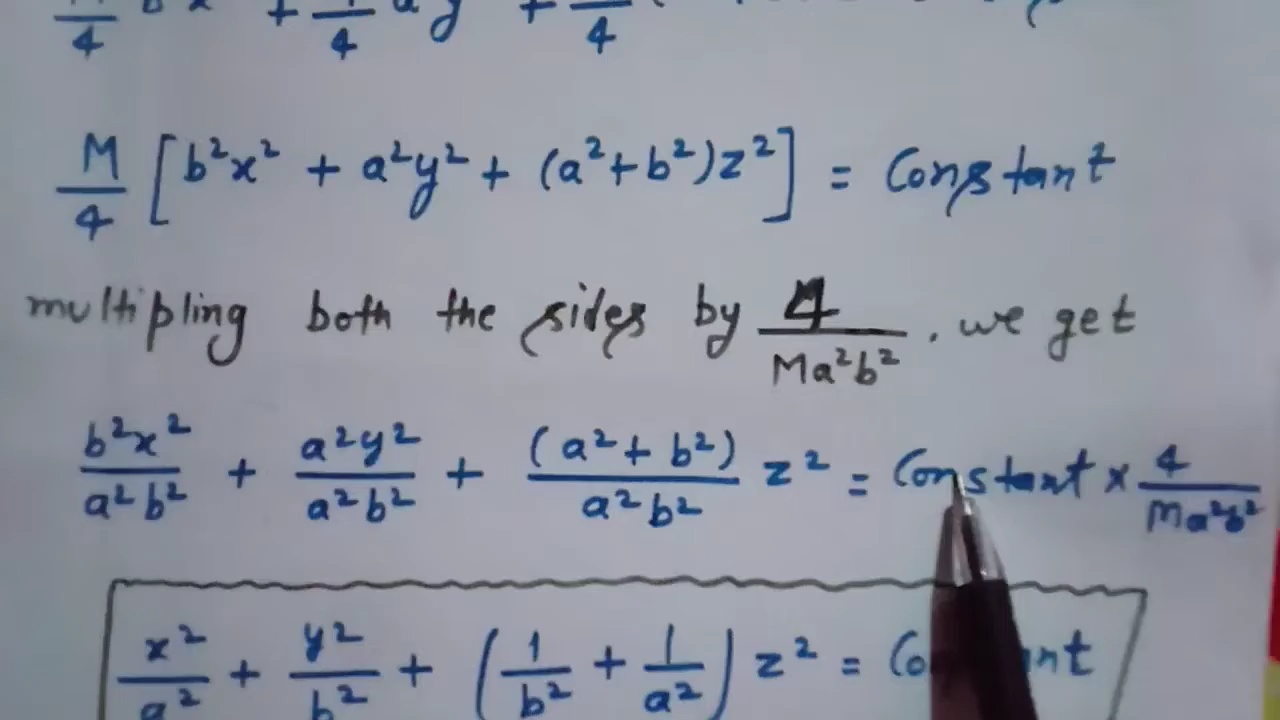 M/4 [b²x² + a²y² + (a²+b²)z²] = Constant
multipling both the sides by 4/Ma²b², we get
b²x²/a²b² + a²y²/a²b² + (a²+b²)/a²b² z² = Constant × 4/Ma²b²
x²/a² + y²/b² + (1/b² + 1/a²) z² =